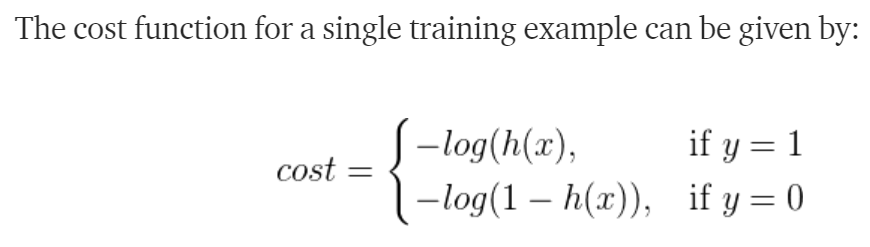 The cost function for a single training example can be given by:
cost = { –log(h(x), if y = 1
–log(1 – h(x)), if y = 0